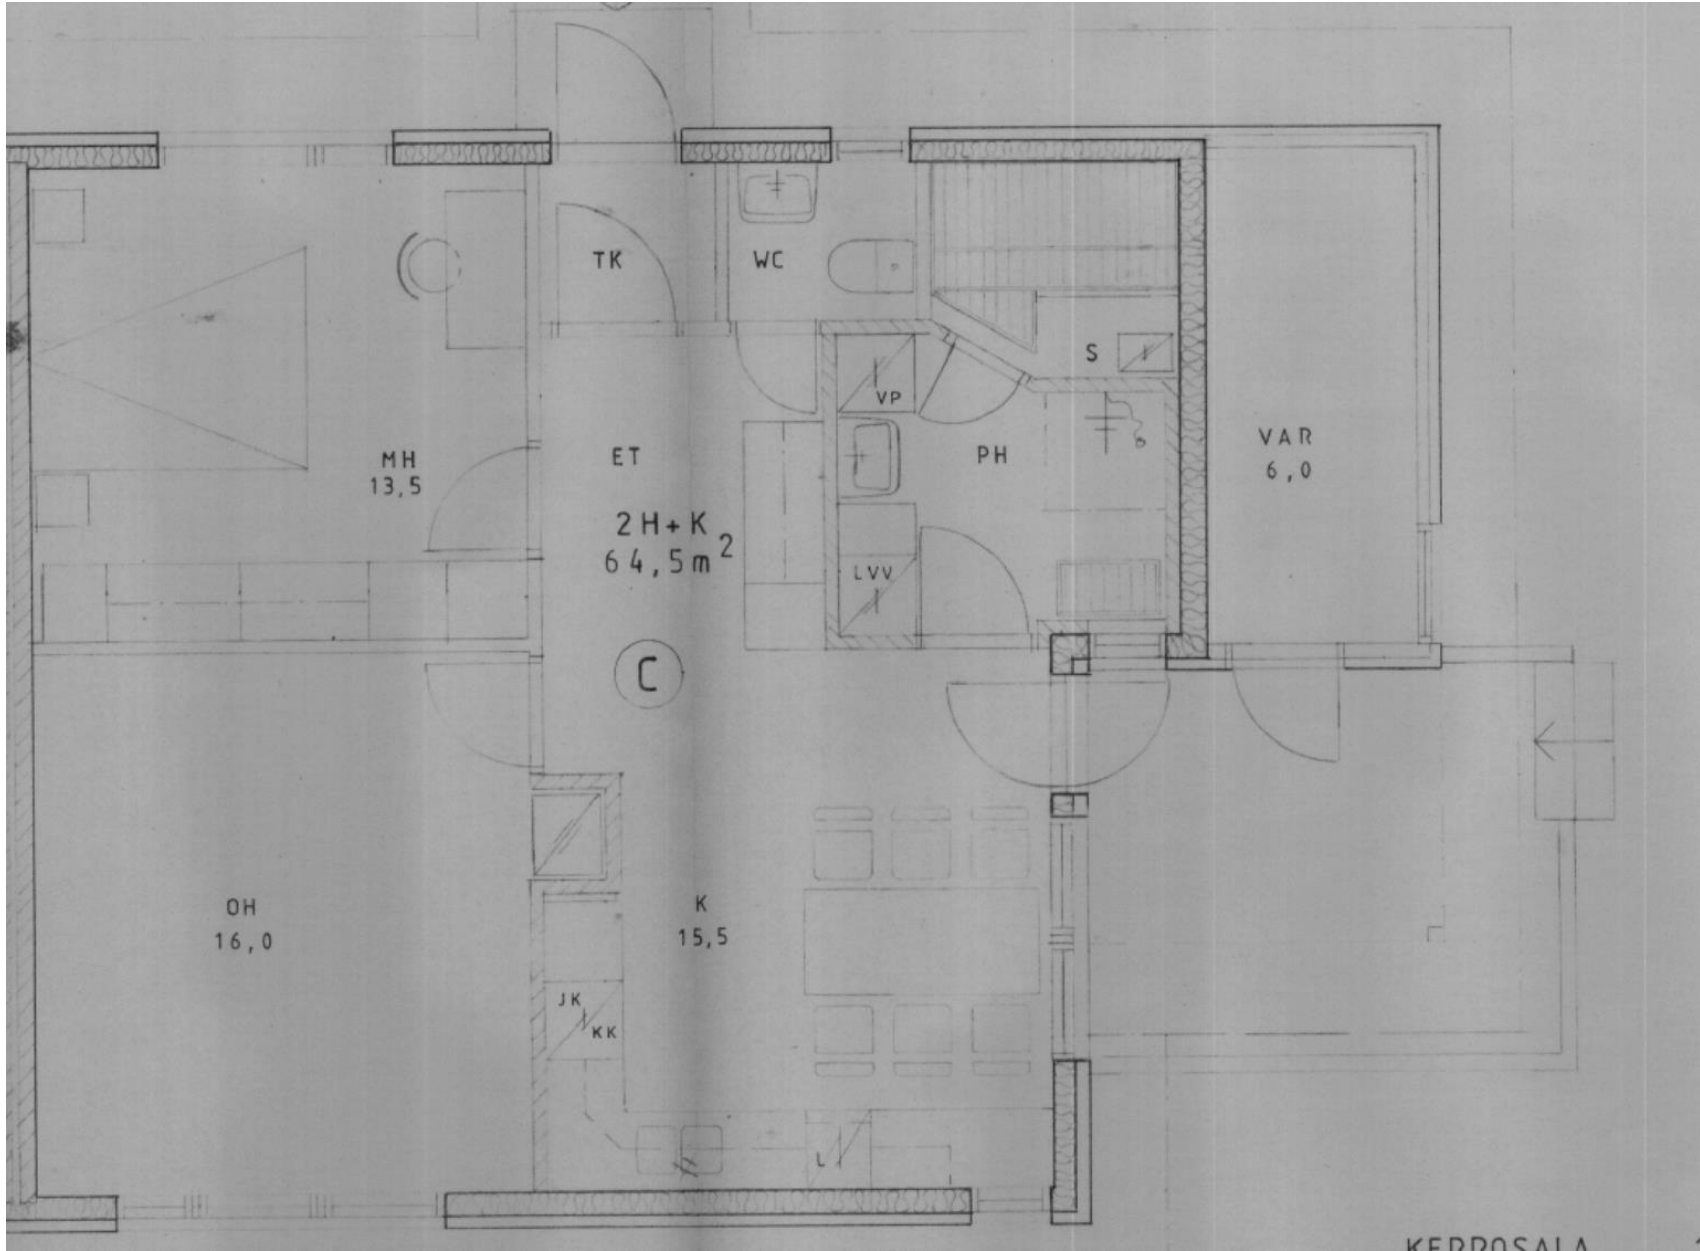 TK
WC
S
VP
MH
13,5
ET
PH
VAR
6,0
2H+K
64,5m²
LVV
C
OH
16,0
K
15,5
JK
KK
L
KERROSALA